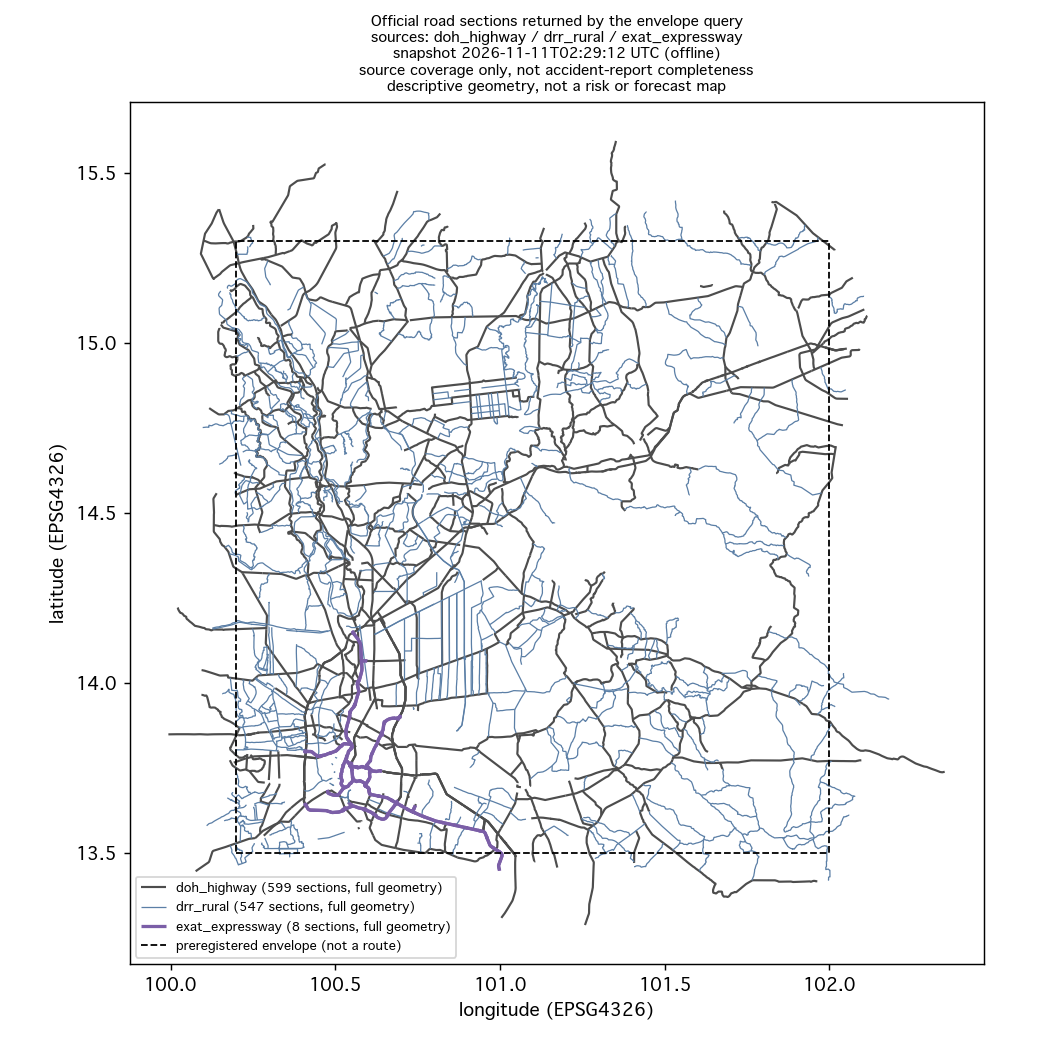 Official road sections returned by the envelope query
sources: doh_highway / drr_rural / exat_expressway
snapshot 2026-11-11T02:29:12 UTC (offline)
source coverage only, not accident-report completeness
descriptive geometry, not a risk or forecast map
15.5
15.0
14.5
14.0
13.5
latitude (EPSG4326)
doh_highway (599 sections, full geometry)
drr_rural (547 sections, full geometry)
exat_expressway (8 sections, full geometry)
preregistered envelope (not a route)
100.0 100.5 101.0 101.5 102.0
longitude (EPSG4326)